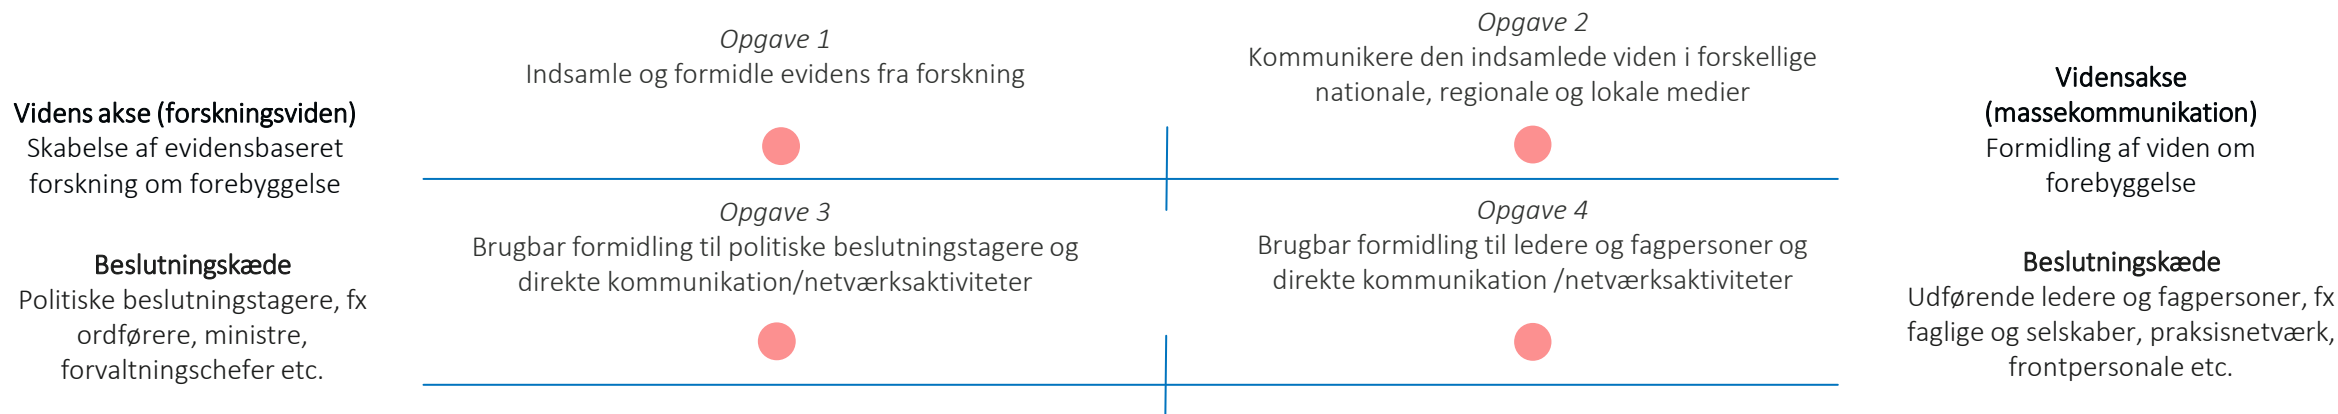 Opgave 1
Indsamle og formidle evidens fra forskning
Opgave 2
Kommunikere den indsamlede viden i forskellige
nationale, regionale og lokale medier
Videns akse (forskningsviden)
Skabelse af evidensbaseret
forskning om forebyggelse
Vidensakse
(massekommunikation)
Formidling af viden om
forebyggelse
Opgave 3
Brugbar formidling til politiske beslutningstagere og
direkte kommunikation/netværksaktiviteter
Opgave 4
Brugbar formidling til ledere og fagpersoner og
direkte kommunikation /netværksaktiviteter
Beslutningskæde
Politiske beslutningstagere, fx
ordførere, ministre,
forvaltningschefer etc.
Beslutningskæde
Udførende ledere og fagpersoner, fx
faglige og selskaber, praksisnetværk,
frontpersonale etc.